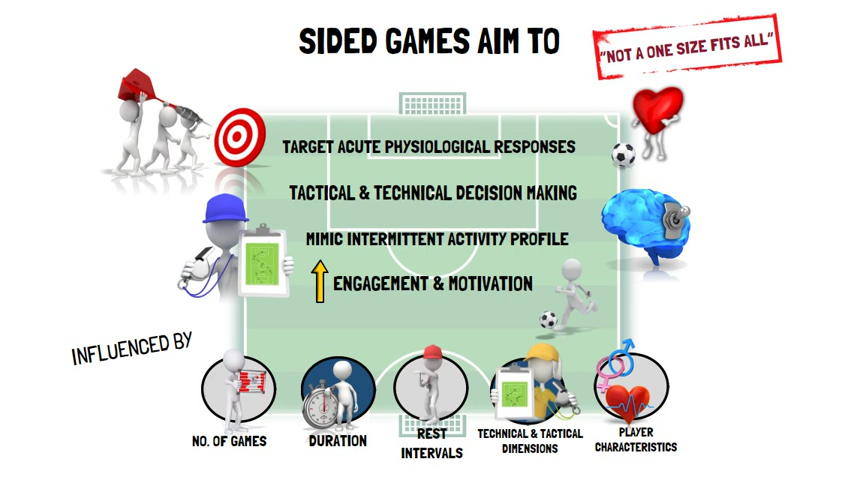 SIDED GAMES AIM TO
"NOT A ONE SIZE FITS ALL"
TARGET ACUTE PHYSIOLOGICAL RESPONSES
TACTICAL & TECHNICAL DECISION MAKING
MIMIC INTERMITTENT ACTIVITY PROFILE
ENGAGEMENT & MOTIVATION
INFLUENCED BY
NO. OF GAMES
DURATION
REST
INTERVALS
TECHNICAL & TACTICAL
DIMENSIONS
PLAYER
CHARACTERISTICS